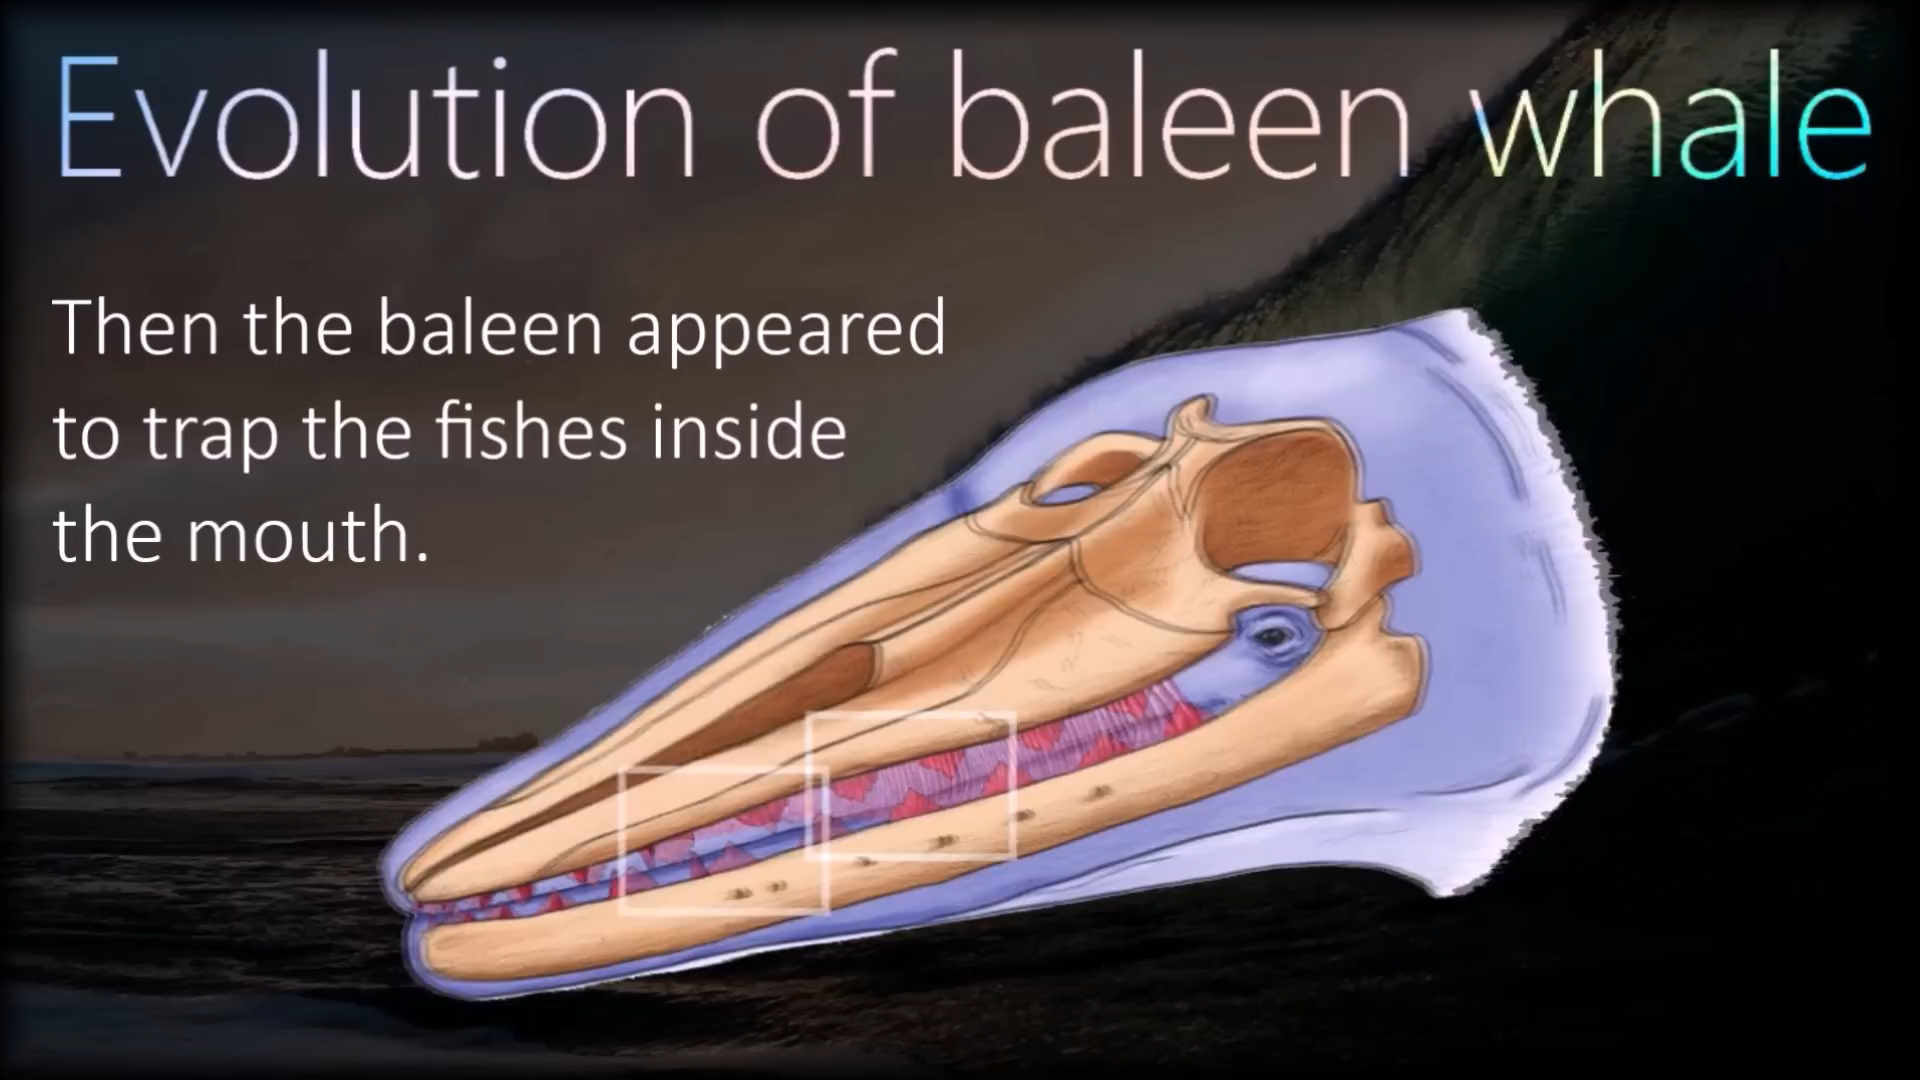 Evolution of baleen whale
Then the baleen appeared
to trap the fishes inside
the mouth.